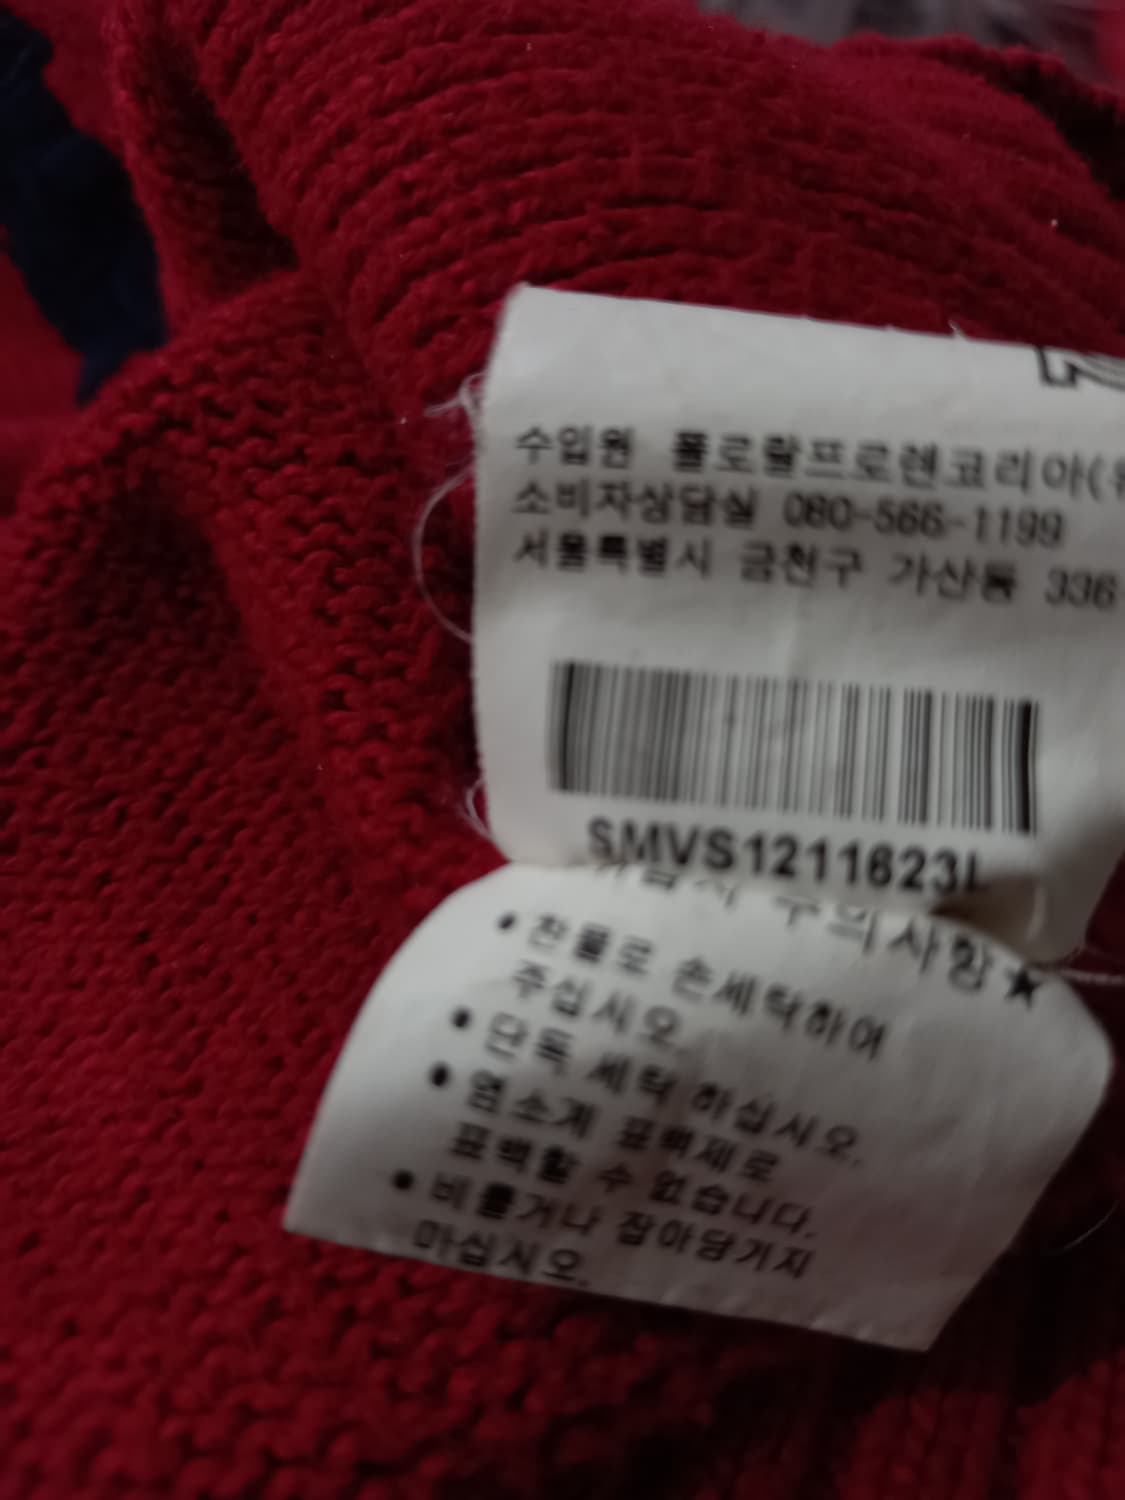 수입원 폴로랄프로렌코리아(
소비자상담실 080-566-1199
서울특별시 금천구 가산동 336
SMVS1211623L
주의사항★
• 찬물로 손세탁하여
주십시오.
• 단독 세탁 하십시오.
• 염소계 표백제로
표백할 수 없습니다.
• 비틀거나 잡아당기지
마십시오.